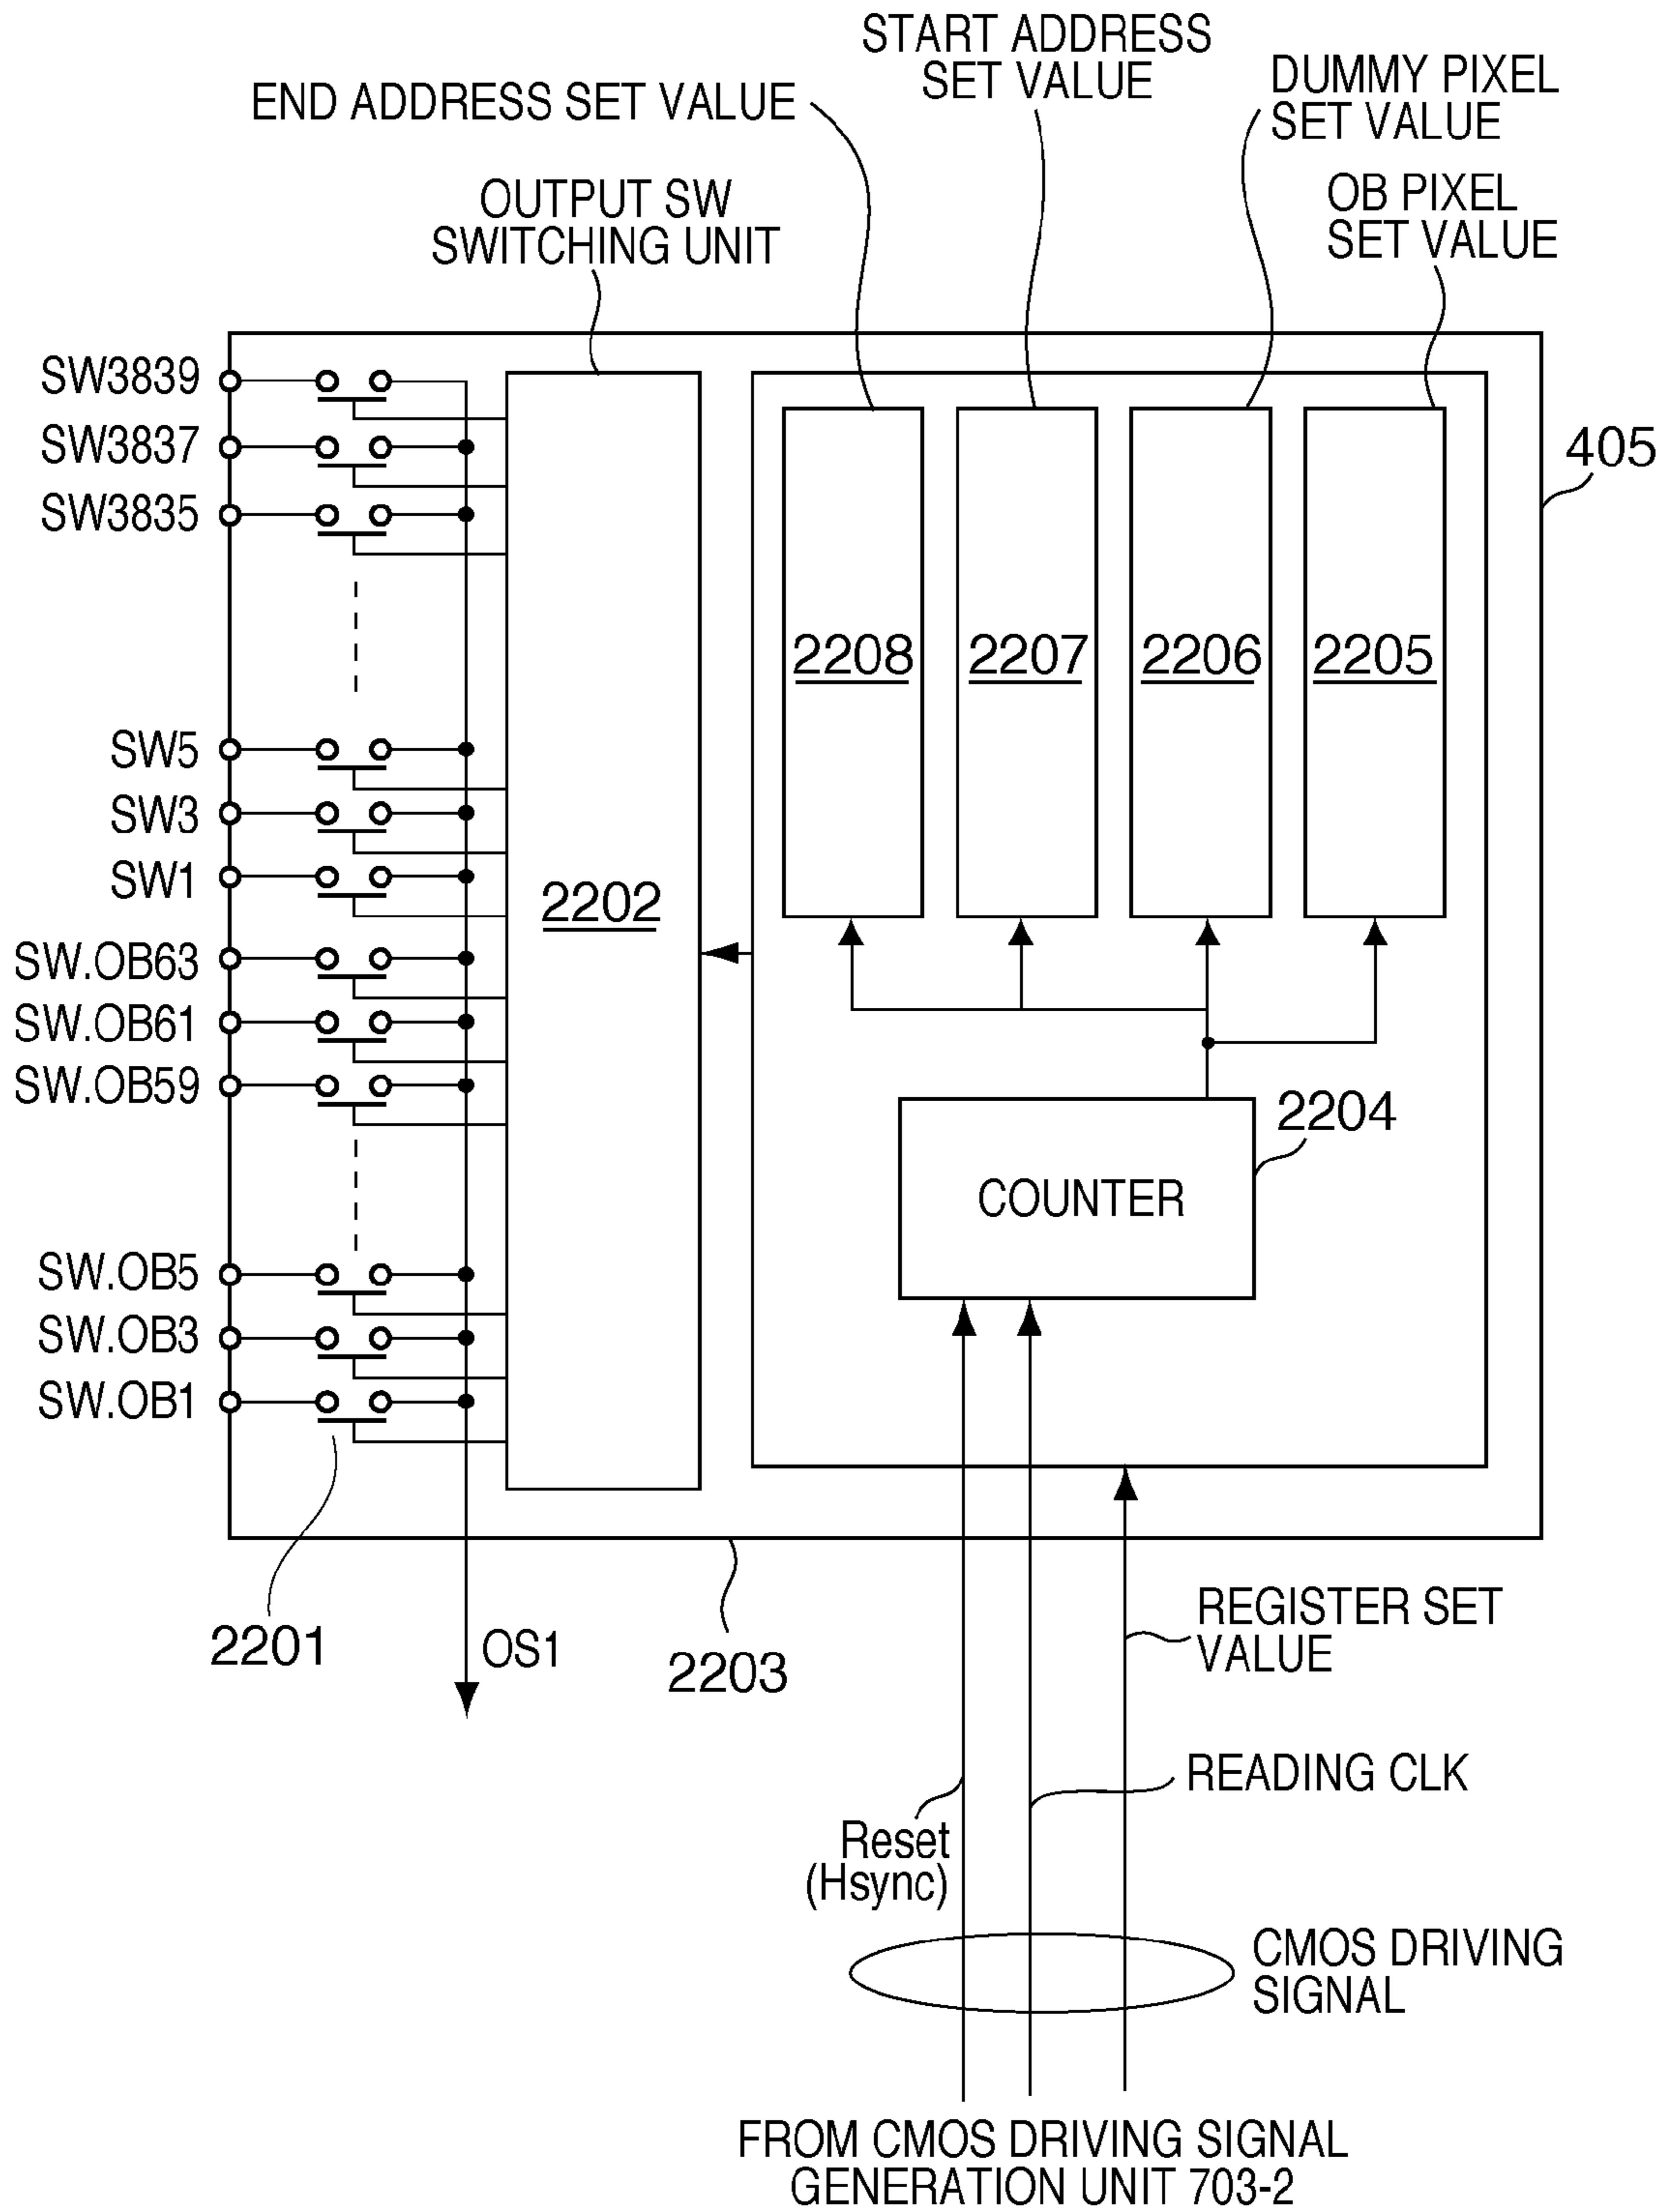 START ADDRESS
SET VALUE
END ADDRESS SET VALUE
DUMMY PIXEL
SET VALUE
OUTPUT SW
SWITCHING UNIT
OB PIXEL
SET VALUE
SW3839
SW3837
SW3835
SW5
SW3
SW1
SW.OB63
SW.OB61
SW.OB59
SW.OB5
SW.OB3
SW.OB1
2202
2208
2207
2206
2205
405
2204
COUNTER
2201
OS1
2203
REGISTER SET
VALUE
READING CLK
Reset
(Hsync)
CMOS DRIVING
SIGNAL
FROM CMOS DRIVING SIGNAL
GENERATION UNIT 703-2